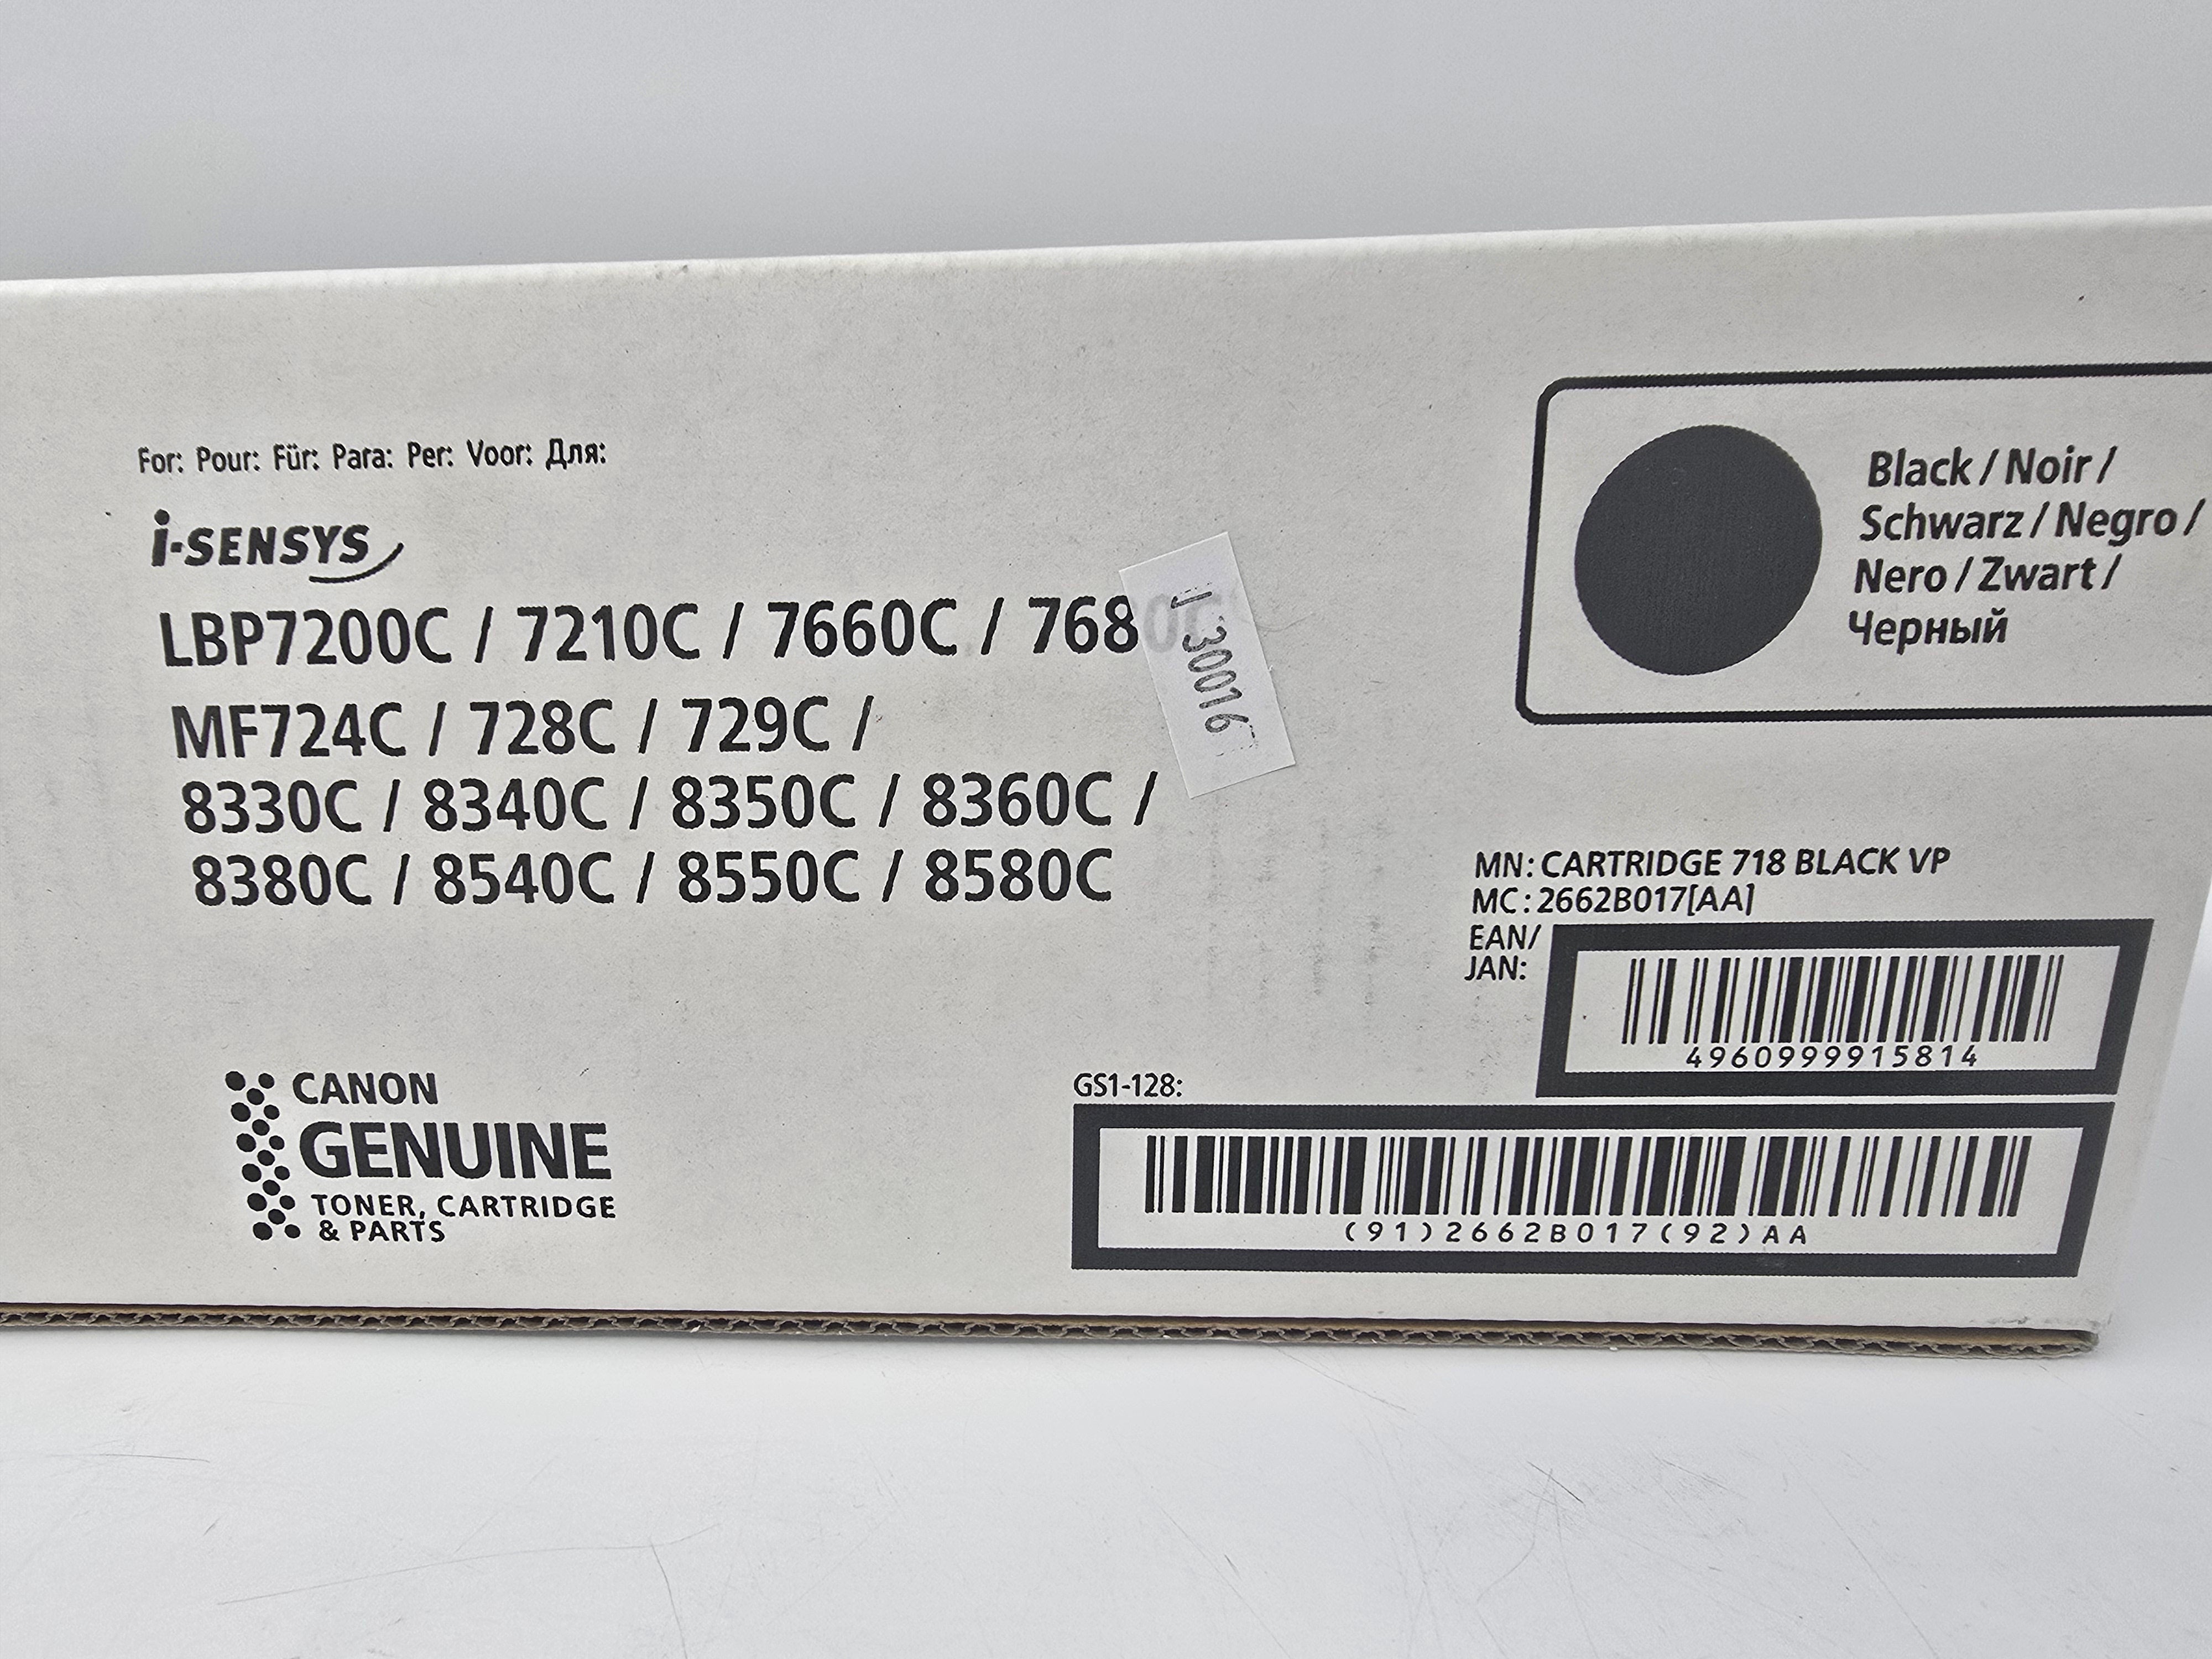 For: Pour: Für: Para: Per: Voor: Для:
i-SENSYS
LBP7200C / 7210C / 7660C / 7680C
J 30016
MF724C / 728C / 729C /
8330C / 8340C / 8350C / 8360C /
8380C / 8540C / 8550C / 8580C
CANON
GENUINE
TONER, CARTRIDGE
& PARTS
Black / Noir /
Schwarz / Negro /
Nero / Zwart /
Черный
MN: CARTRIDGE 718 BLACK VP
MC: 2662B017[AA]
EAN/
JAN:
4960999915814
GS1-128:
(91)2662B017(92)AA